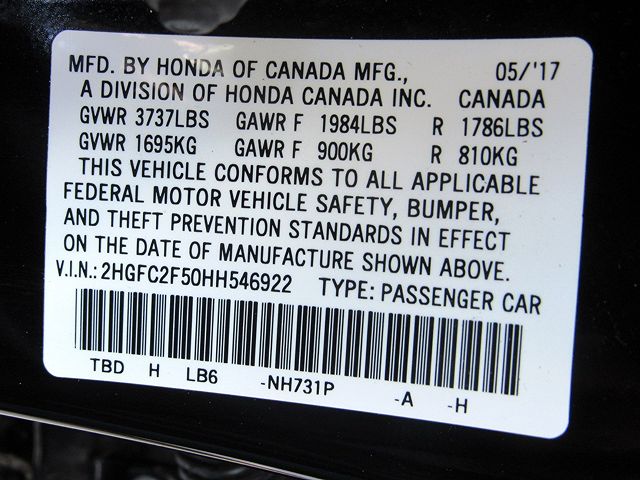 MFD. BY HONDA OF CANADA MFG., 05/'17
A DIVISION OF HONDA CANADA INC. CANADA
GVWR 3737LBS GAWR F 1984LBS R 1786LBS
GVWR 1695KG GAWR F 900KG R 810KG
THIS VEHICLE CONFORMS TO ALL APPLICABLE
FEDERAL MOTOR VEHICLE SAFETY, BUMPER,
AND THEFT PREVENTION STANDARDS IN EFFECT
ON THE DATE OF MANUFACTURE SHOWN ABOVE.
V.I.N.:2HGFC2F50HH546922 TYPE: PASSENGER CAR
TBD H LB6 -NH731P -A -H